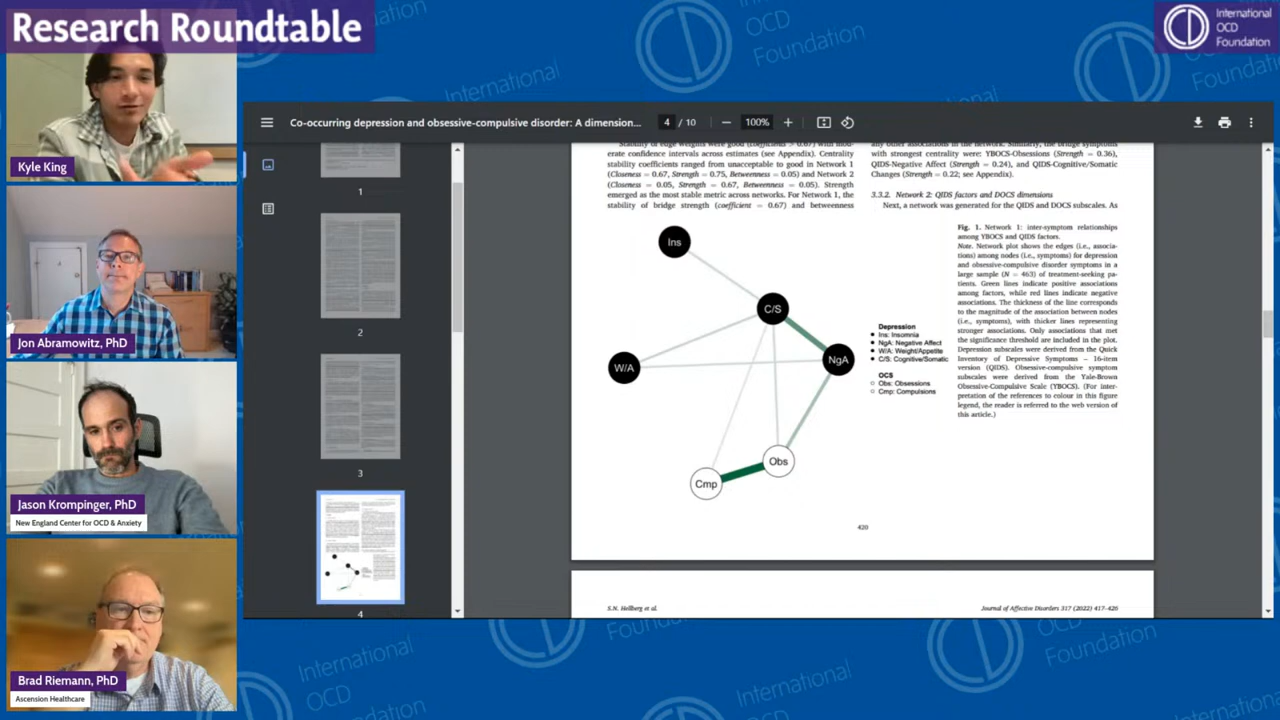 Research Roundtable
International
OCD
Foundation
Kyle King
Jon Abramowitz, PhD
Jason Krompinger, PhD
New England Center for OCD & Anxiety
Brad Riemann, PhD
Ascension Healthcare
Co-occurring depression and obsessive-compulsive disorder: A dimension...
4 / 10
100%
1
2
3
4
Stability of edge weights were good (coefficients > 0.67) with mod-
erate confidence intervals across estimates (see Appendix). Centrality
stability coefficients ranged from unacceptable to good in Network 1
(Closeness = 0.67, Strength = 0.75, Betweenness = 0.05) and Network 2
(Closeness = 0.05, Strength = 0.67, Betweenness = 0.05). Strength
emerged as the most stable metric across networks. For Network 1, the
stability of bridge strength (coefficient = 0.67) and betweenness
any other associations in the network. Similarly, the bridge symptoms
with strongest centrality were: YBOCS-Obsessions (Strength = 0.36),
QIDS-Negative Affect (Strength = 0.24), and QIDS-Cognitive/Somatic
Changes (Strength = 0.22; see Appendix).
3.3.2. Network 2: QIDS factors and DOCS dimensions
Next, a network was generated for the QIDS and DOCS subscales. As
Ins
C/S
W/A
NgA
Obs
Cmp
Depression
Ins: Insomnia
NgA: Negative Affect
W/A: Weight/Appetite
C/S: Cognitive/Somatic
OCS
Obs: Obsessions
Cmp: Compulsions
Fig. 1. Network 1: inter-symptom relationships
among YBOCS and QIDS factors.
Note. Network plot shows the edges (i.e., associa-
tions) among nodes (i.e., symptoms) for depression
and obsessive-compulsive disorder symptoms in a
large sample (N = 463) of treatment-seeking pa-
tients. Green lines indicate positive associations
among factors, while red lines indicate negative
associations. The thickness of the line corresponds
to the magnitude of the association between nodes
(i.e., symptoms), with thicker lines representing
stronger associations. Only associations that met
the significance threshold are included in the plot.
Depression subscales were derived from the Quick
Inventory of Depressive Symptoms – 16-item
version (QIDS). Obsessive-compulsive symptom
subscales were derived from the Yale-Brown
Obsessive-Compulsive Scale (YBOCS). (For inter-
pretation of the references to colour in this figure
legend, the reader is referred to the web version of
this article.)
420
S.N. Hellberg et al.
Journal of Affective Disorders 317 (2022) 417–426
International
OCD
Foundation